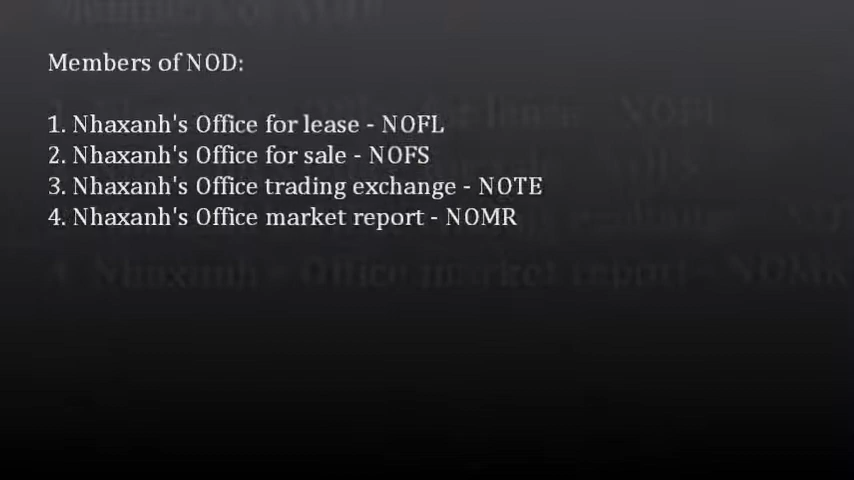 Members of NOD:
1. Nhaxanh's Office for lease - NOFL
2. Nhaxanh's Office for sale - NOFS
3. Nhaxanh's Office trading exchange - NOTE
4. Nhaxanh's Office market report - NOMR